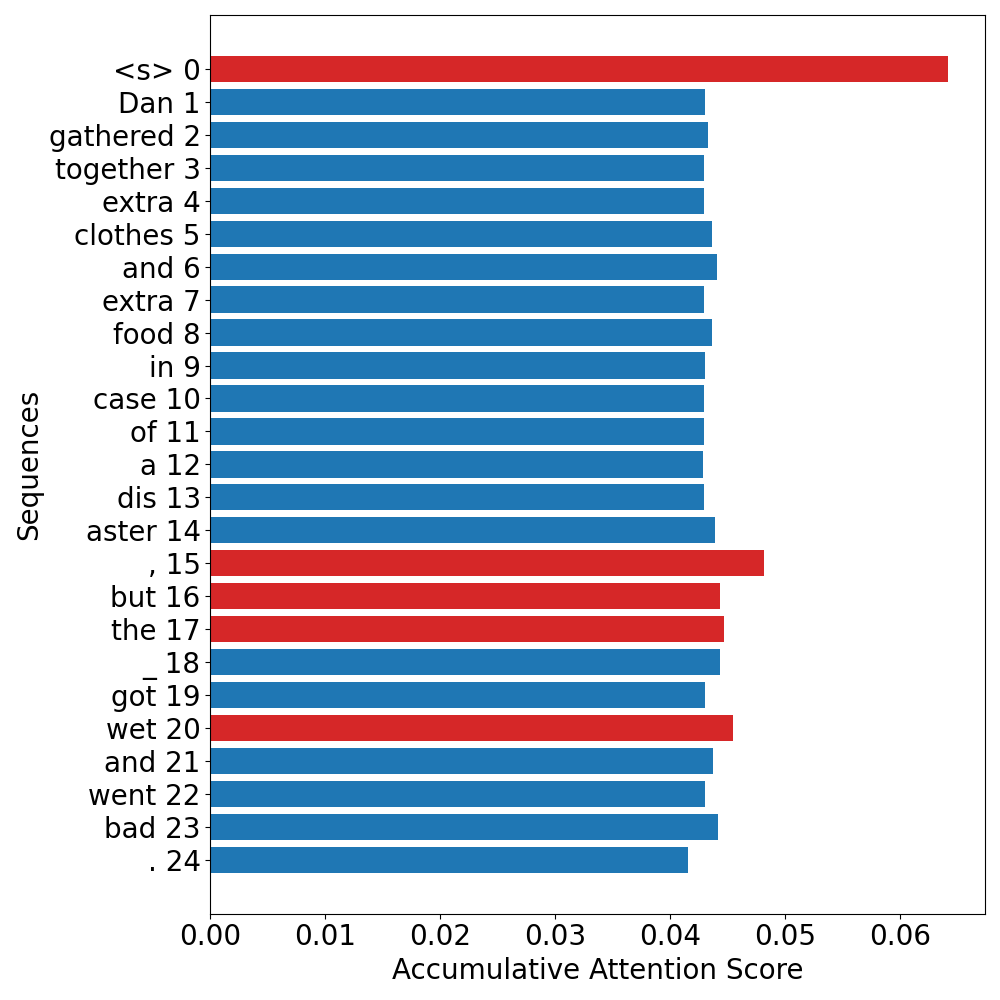 Sequences
<s> 0
Dan 1
gathered 2
together 3
extra 4
clothes 5
and 6
extra 7
food 8
in 9
case 10
of 11
a 12
dis 13
aster 14
, 15
but 16
the 17
_ 18
got 19
wet 20
and 21
went 22
bad 23
. 24
0.00 0.01 0.02 0.03 0.04 0.05 0.06
Accumulative Attention Score